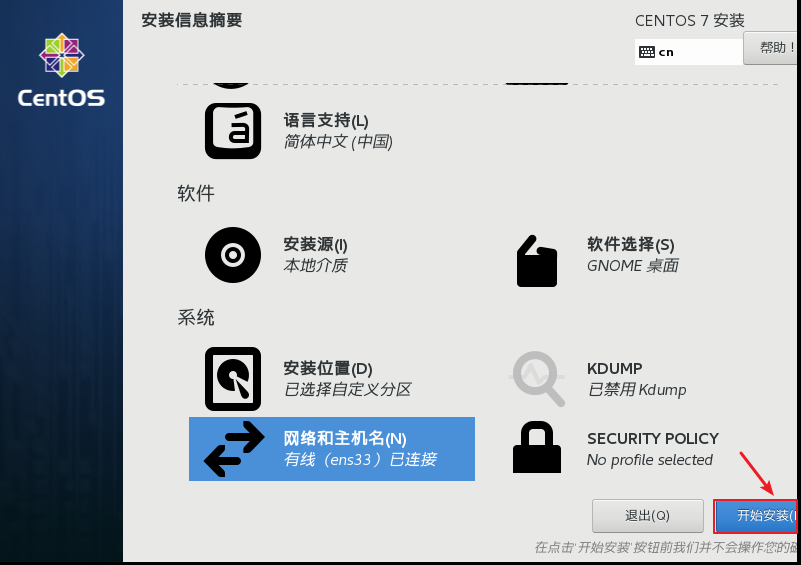 安装信息摘要
CENTOS 7 安装
cn
帮助！
CentOS
语言支持(L)
简体中文 (中国)
软件
安装源(I)
本地介质
软件选择(S)
GNOME 桌面
系统
安装位置(D)
已选择自定义分区
KDUMP
已禁用 Kdump
网络和主机名(N)
有线（ens33）已连接
SECURITY POLICY
No profile selected
退出(Q)
开始安装(
在点击'开始安装'按钮前我们并不会操作您的